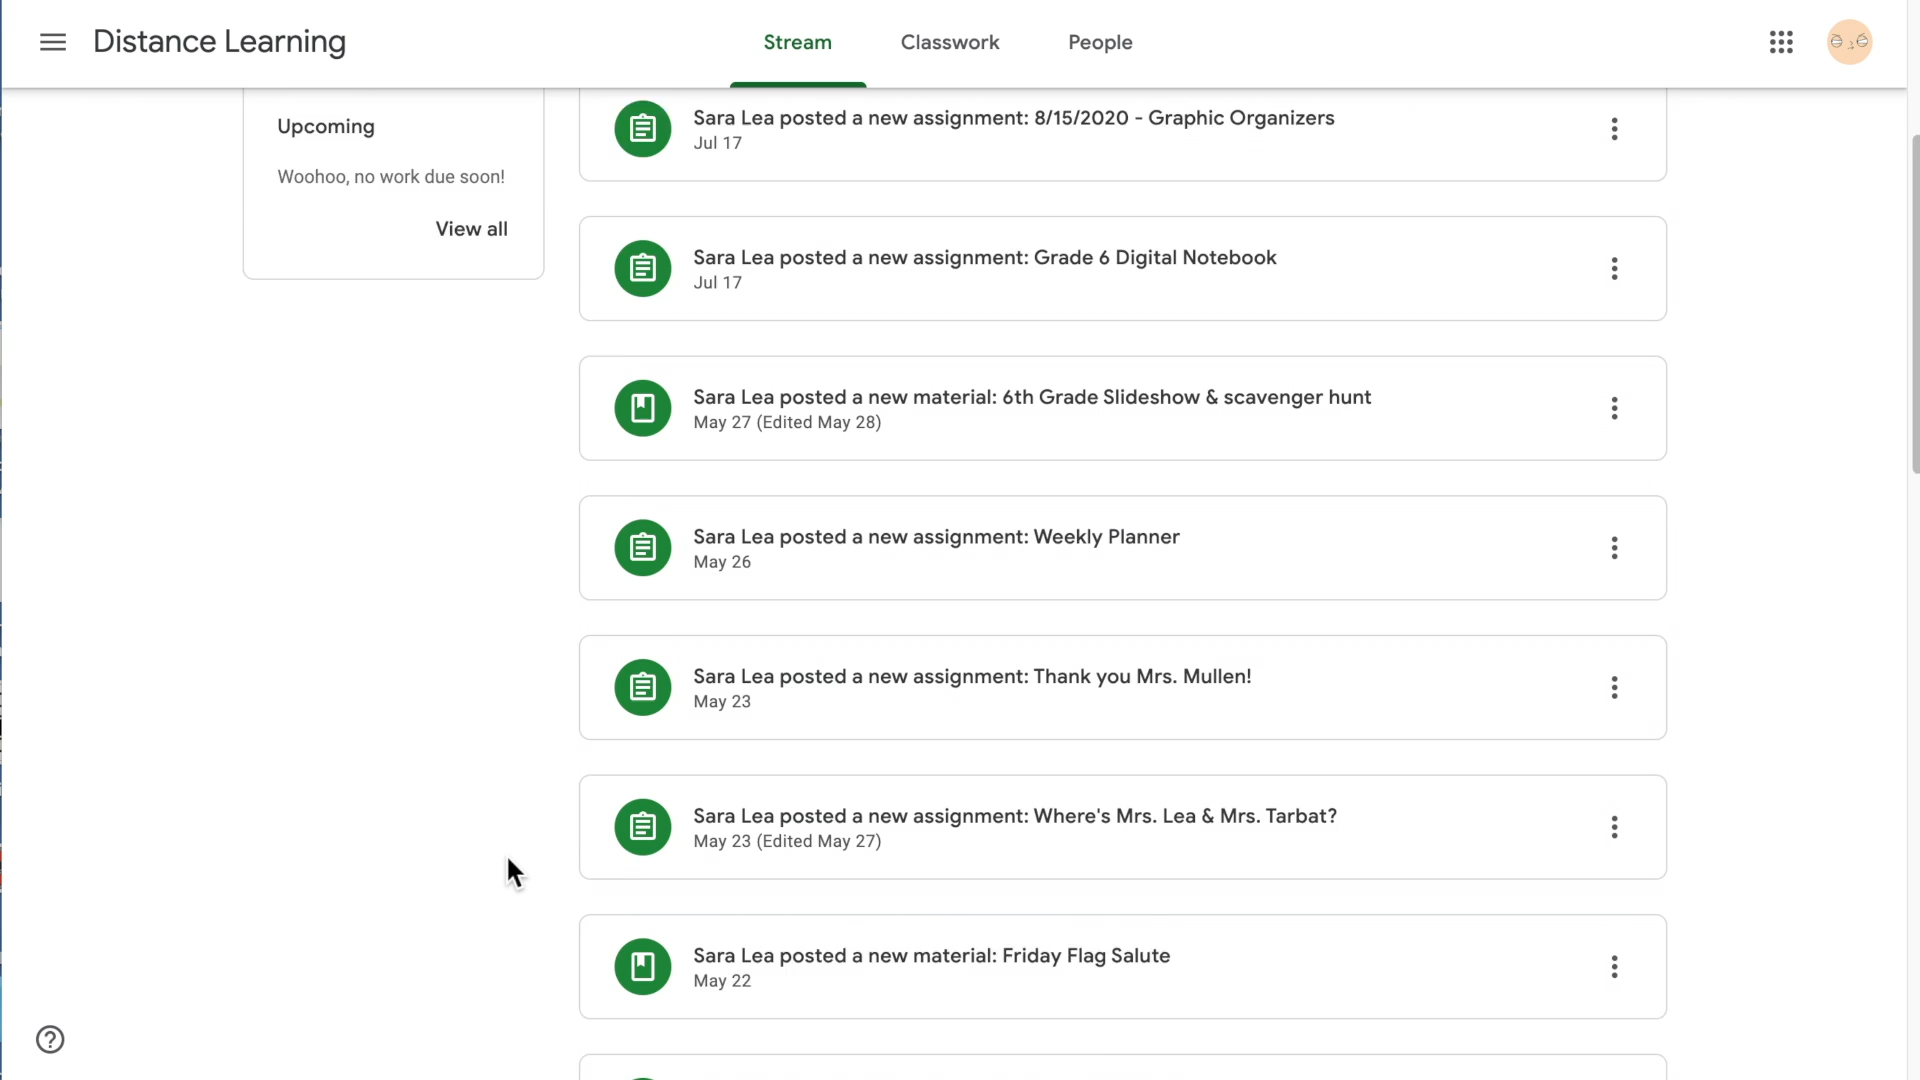 Distance Learning
Stream
Classwork
People
Upcoming
Woohoo, no work due soon!
View all
Sara Lea posted a new assignment: 8/15/2020 - Graphic Organizers
Jul 17
Sara Lea posted a new assignment: Grade 6 Digital Notebook
Jul 17
Sara Lea posted a new material: 6th Grade Slideshow & scavenger hunt
May 27 (Edited May 28)
Sara Lea posted a new assignment: Weekly Planner
May 26
Sara Lea posted a new assignment: Thank you Mrs. Mullen!
May 23
Sara Lea posted a new assignment: Where's Mrs. Lea & Mrs. Tarbat?
May 23 (Edited May 27)
Sara Lea posted a new material: Friday Flag Salute
May 22